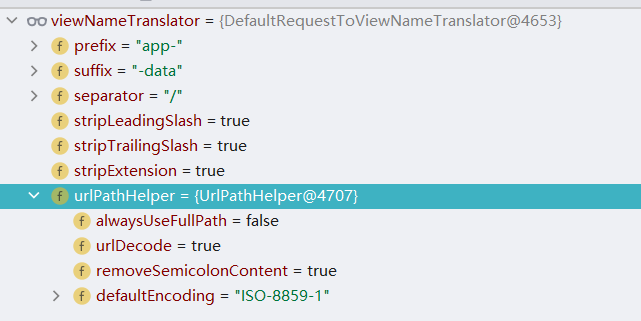 viewNameTranslator = {DefaultRequestToViewNameTranslator@4653}
f prefix = "app-"
f suffix = "-data"
f separator = "/"
f stripLeadingSlash = true
f stripTrailingSlash = true
f stripExtension = true
f urlPathHelper = {UrlPathHelper@4707}
f alwaysUseFullPath = false
f urlDecode = true
f removeSemicolonContent = true
f defaultEncoding = "ISO-8859-1"